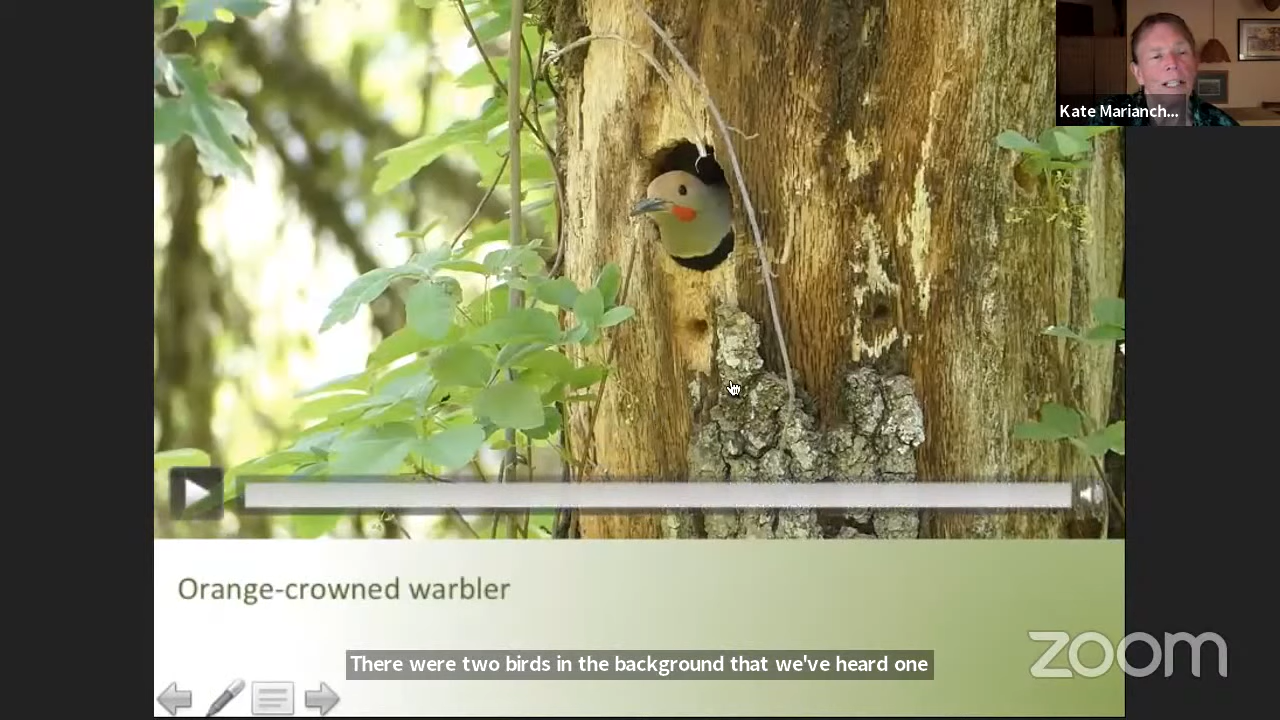 Kate Marianch...
Orange-crowned warbler
There were two birds in the background that we've heard one
zoom